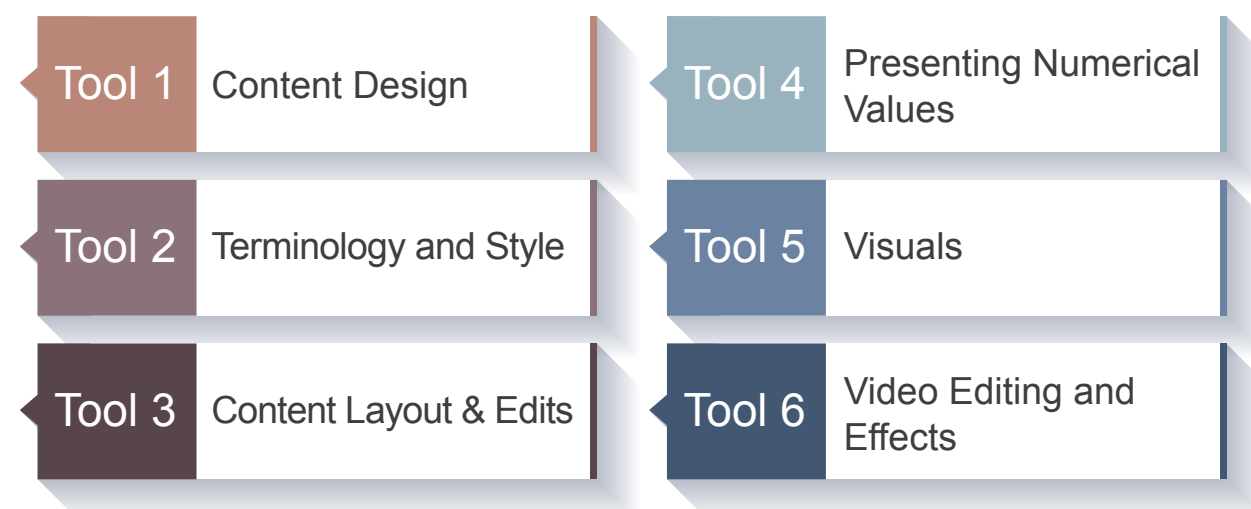 Tool 1
Content Design
Tool 2
Terminology and Style
Tool 3
Content Layout & Edits
Tool 4
Presenting Numerical
Values
Tool 5
Visuals
Tool 6
Video Editing and
Effects